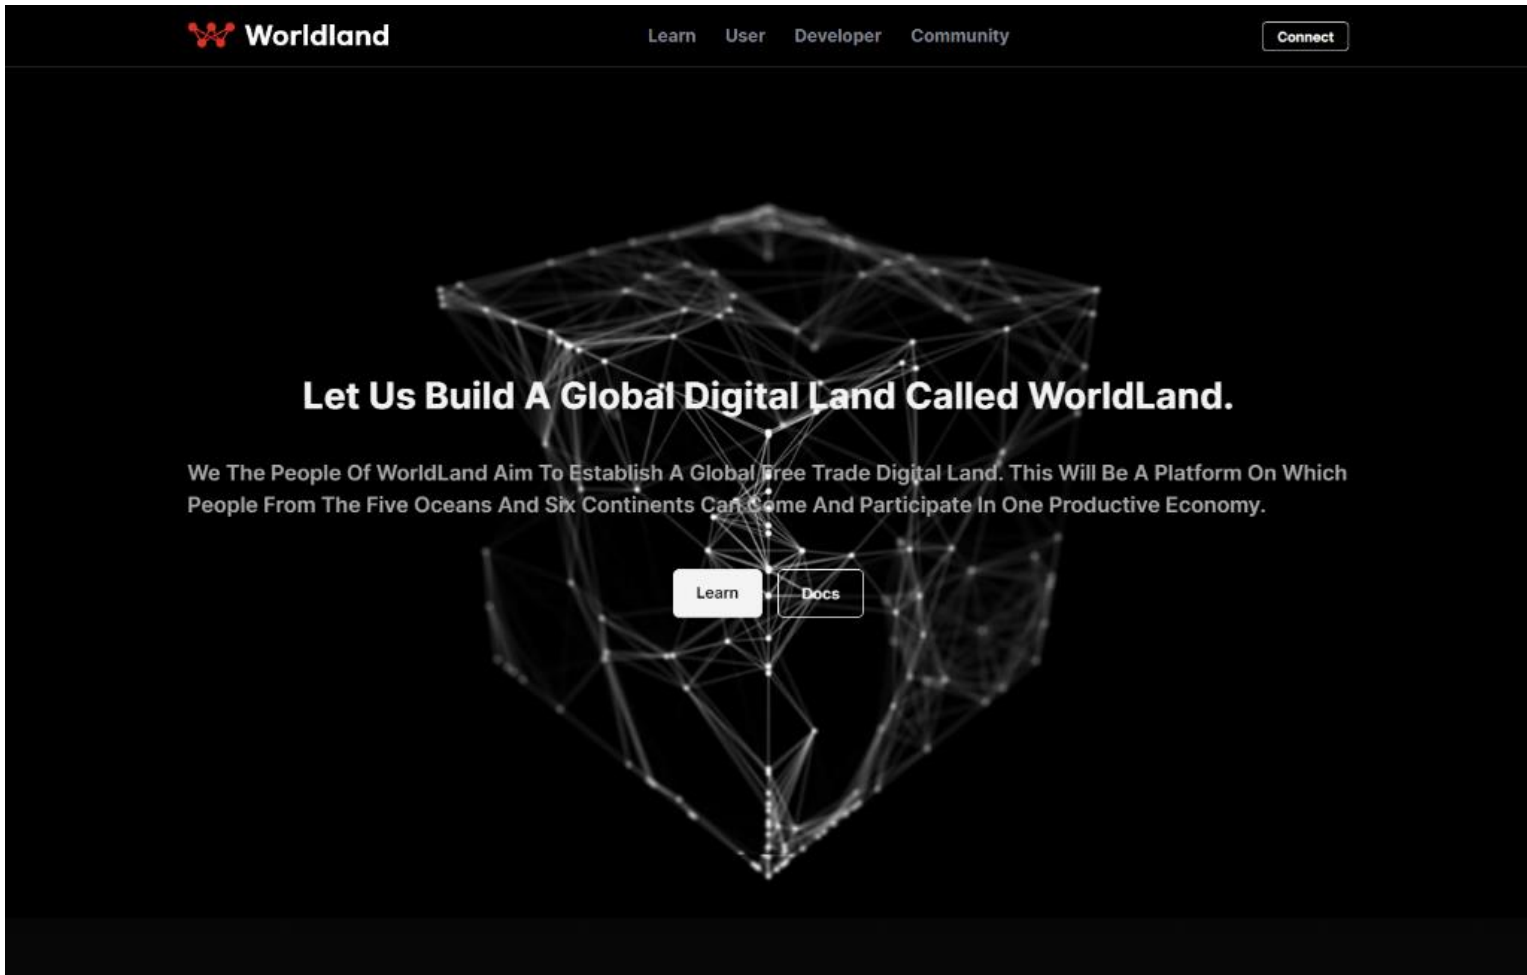 Worldland
Learn User Developer Community
Connect
Let Us Build A Global Digital Land Called WorldLand.
We The People Of WorldLand Aim To Establish A Global Free Trade Digital Land. This Will Be A Platform On Which
People From The Five Oceans And Six Continents Can Come And Participate In One Productive Economy.
Learn
Docs